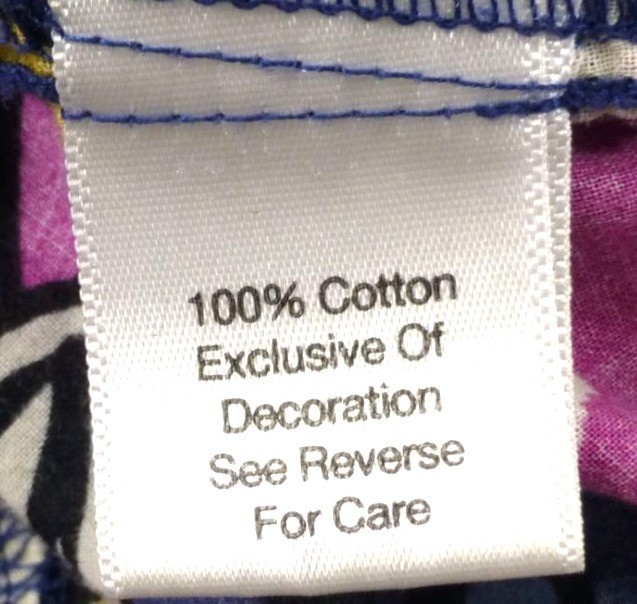 100% Cotton
Exclusive Of
Decoration
See Reverse
For Care